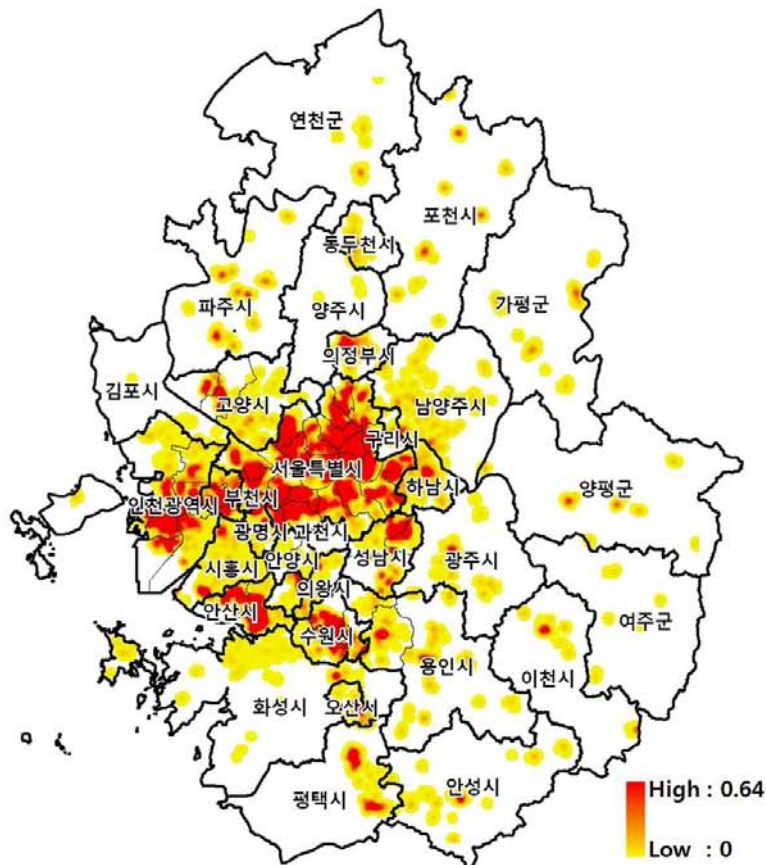 연천군
포천시
동두천시
가평군
파주시
양주시
의정부시
김포시
고양시
남양주시
구리시
서울특별시
하남시
양평군
인천광역시
부천시
광명시
과천시
안양시
성남시
광주시
시흥시
의왕시
안산시
수원시
여주군
용인시
이천시
화성시
오산시
평택시
안성시
High : 0.64
Low : 0